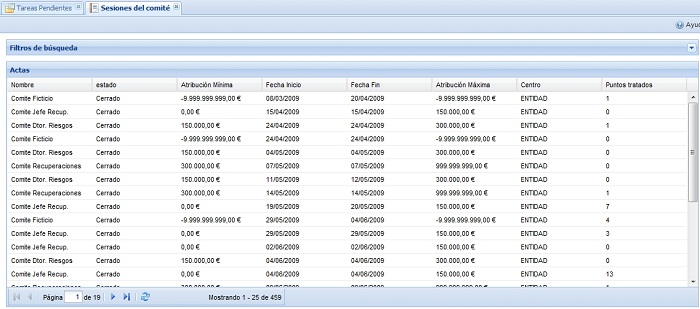 Tareas Pendientes Sesiones del comité
Ayu
Filtros de búsqueda
Actas
Nombre estado Atribución Mínima Fecha Inicio Fecha Fin Atribución Máxima Centro Puntos tratados
Comite Ficticio Cerrado -9.999.999.999,00 € 08/03/2009 20/04/2009 -9.999.999.999,00 € ENTIDAD 1
Comite Jefe Recup. Cerrado 0,00 € 15/04/2009 15/04/2009 150.000,00 € ENTIDAD 0
Comite Dtor. Riesgos Cerrado 150.000,00 € 24/04/2009 24/04/2009 300.000,00 € ENTIDAD 1
Comite Ficticio Cerrado -9.999.999.999,00 € 24/04/2009 24/04/2009 -9.999.999.999,00 € ENTIDAD 0
Comite Dtor. Riesgos Cerrado 150.000,00 € 04/05/2009 04/05/2009 300.000,00 € ENTIDAD 0
Comite Recuperaciones Cerrado 300.000,00 € 07/05/2009 07/05/2009 999.999.999,00 € ENTIDAD 0
Comite Dtor. Riesgos Cerrado 150.000,00 € 11/05/2009 12/05/2009 300.000,00 € ENTIDAD 0
Comite Recuperaciones Cerrado 300.000,00 € 14/05/2009 14/05/2009 999.999.999,00 € ENTIDAD 1
Comite Jefe Recup. Cerrado 0,00 € 19/05/2009 20/05/2009 150.000,00 € ENTIDAD 7
Comite Ficticio Cerrado -9.999.999.999,00 € 29/05/2009 04/06/2009 -9.999.999.999,00 € ENTIDAD 4
Comite Jefe Recup. Cerrado 0,00 € 29/05/2009 29/05/2009 150.000,00 € ENTIDAD 3
Comite Jefe Recup. Cerrado 0,00 € 02/06/2009 02/06/2009 150.000,00 € ENTIDAD 0
Comite Dtor. Riesgos Cerrado 150.000,00 € 04/06/2009 04/06/2009 300.000,00 € ENTIDAD 0
Comite Jefe Recup. Cerrado 0,00 € 04/06/2009 04/06/2009 150.000,00 € ENTIDAD 13
Página 1 de 19 Mostrando 1 - 25 de 459